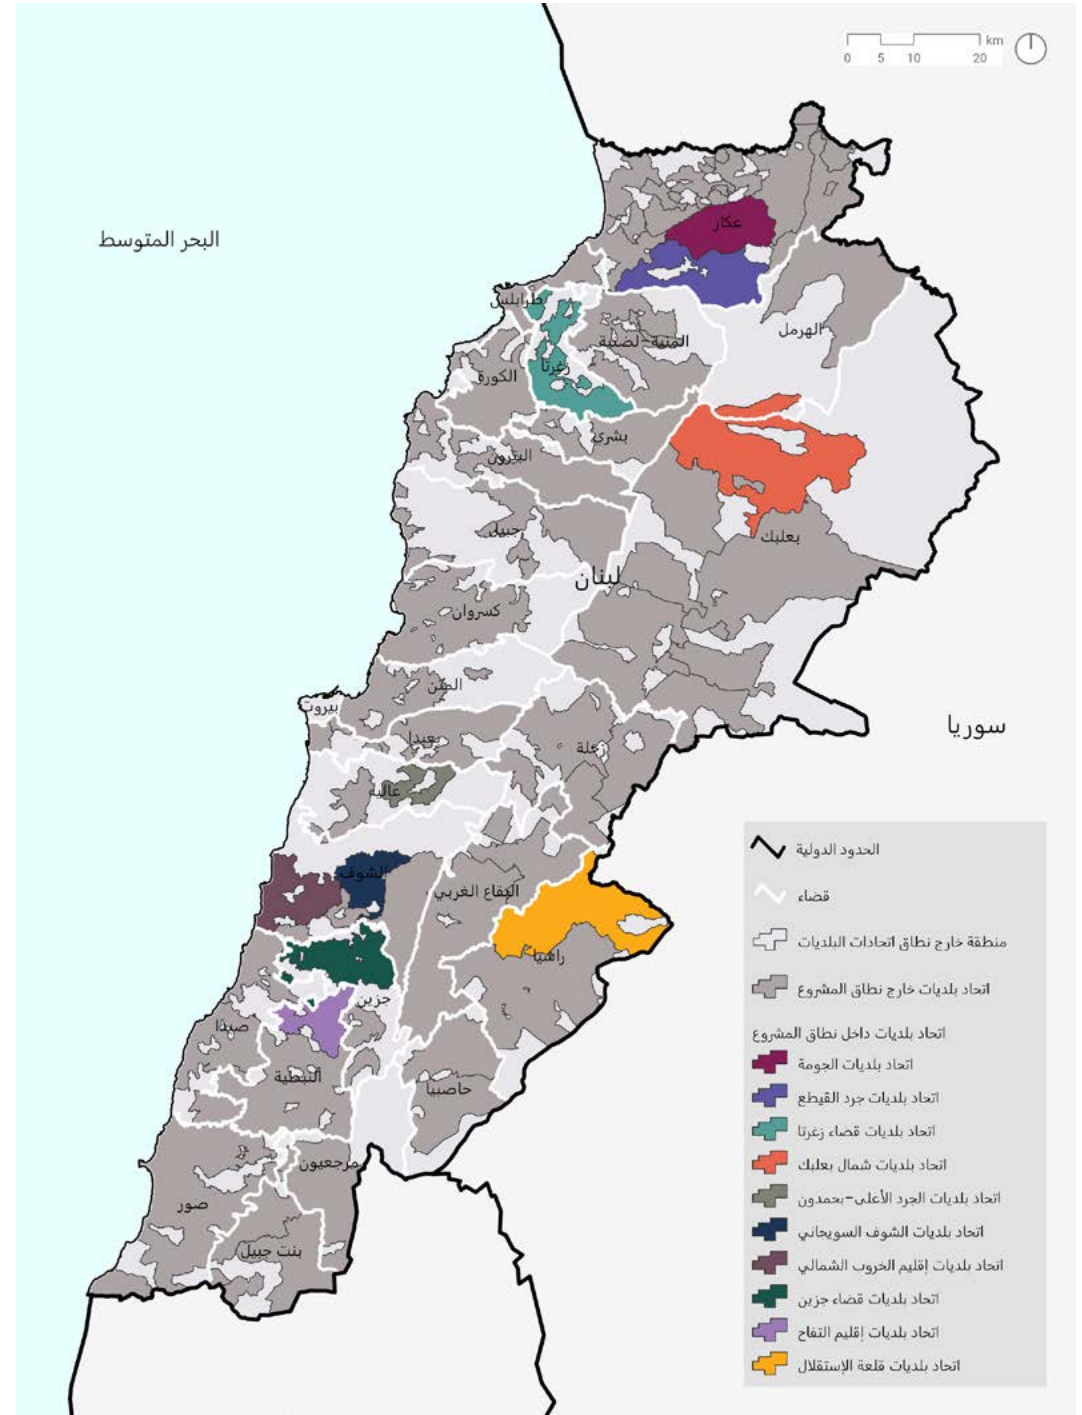 km
0 5 10 20
البحر المتوسط
عكار
طرابلس
الهرمل
المنية-لضنية
زغرتا
الكورة
بشري
البترون
بعلبك
جبيل
لبنان
كسروان
المتن
بيروت
بعبدا
زحلة
سوريا
عاليه
الشوف
البقاع الغربي
راشيا
جزين
صيدا
النبطية
حاصبيا
مرجعيون
صور
بنت جبيل
الحدود الدولية
قضاء
منطقة خارج نطاق اتحادات البلديات
اتحاد بلديات خارج نطاق المشروع
اتحاد بلديات داخل نطاق المشروع
اتحاد بلديات الجومة
اتحاد بلديات جرد القيطع
اتحاد بلديات قضاء زغرتا
اتحاد بلديات شمال بعلبك
اتحاد بلديات الجرد الأعلى-بحمدون
اتحاد بلديات الشوف السويجاني
اتحاد بلديات إقليم الخروب الشمالي
اتحاد بلديات قضاء جزين
اتحاد بلديات إقليم التفاح
اتحاد بلديات قلعة الإستقلال